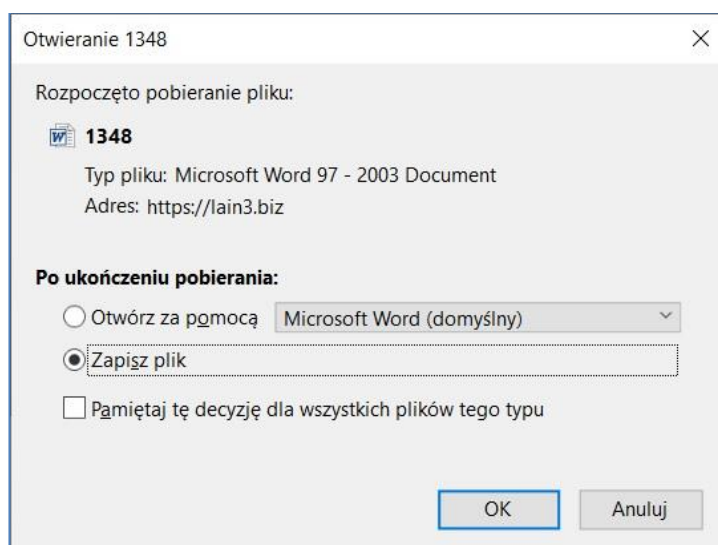 Otwieranie 1348
Rozpoczęto pobieranie pliku:
1348
Typ pliku: Microsoft Word 97 - 2003 Document
Adres: https://lain3.biz
Po ukończeniu pobierania:
Otwórz za pomocą Microsoft Word (domyślny)
Zapisz plik
Pamiętaj tę decyzję dla wszystkich plików tego typu
OK Anuluj